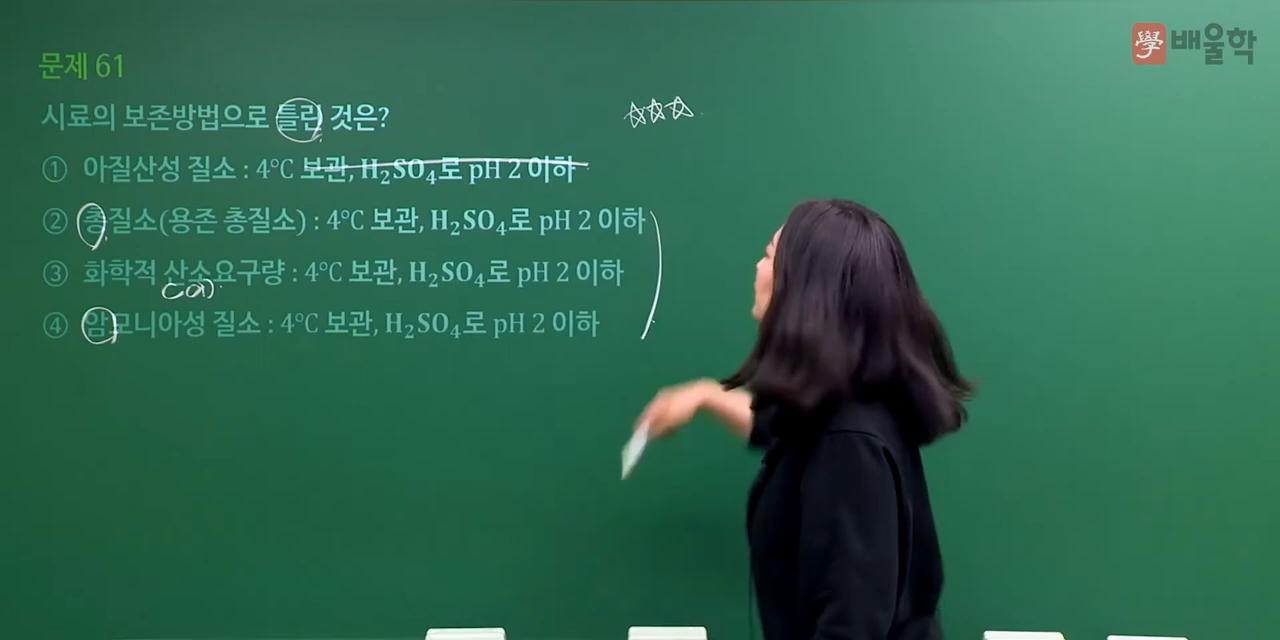 學 배울학
문제 61
시료의 보존방법으로 틀린 것은?
① 아질산성 질소 : 4°C 보관, H₂SO₄로 pH 2 이하
② 총질소(용존 총질소) : 4°C 보관, H₂SO₄로 pH 2 이하
③ 화학적 산소요구량 : 4°C 보관, H₂SO₄로 pH 2 이하
④ 암모니아성 질소 : 4°C 보관, H₂SO₄로 pH 2 이하